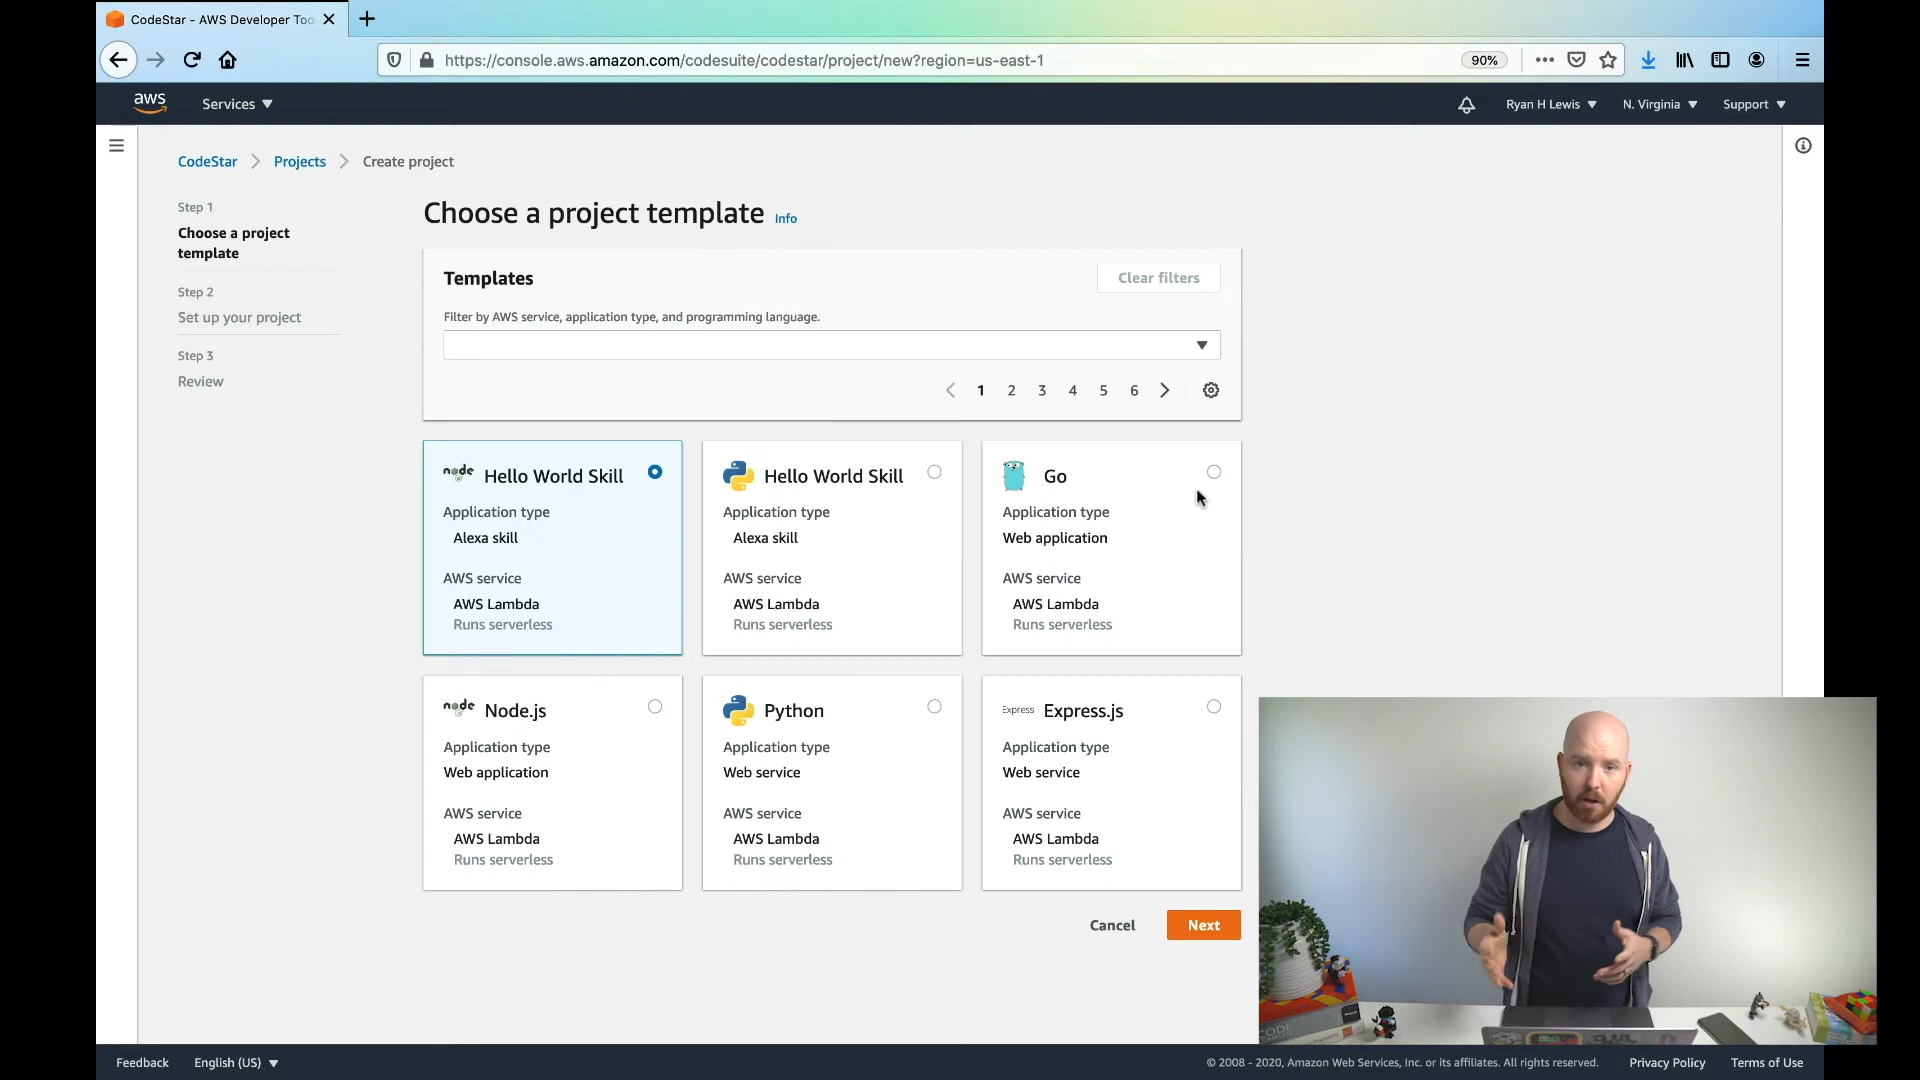 CodeStar - AWS Developer Too
https://console.aws.amazon.com/codesuite/codestar/project/new?region=us-east-1
90%
aws
Services
Ryan H Lewis
N. Virginia
Support
CodeStar
Projects
Create project
Step 1
Choose a project
template
Step 2
Set up your project
Step 3
Review
Choose a project template
Info
Templates
Clear filters
Filter by AWS service, application type, and programming language.
1 2 3 4 5 6
node
Hello World Skill
Application type
Alexa skill
AWS service
AWS Lambda
Runs serverless
Hello World Skill
Application type
Alexa skill
AWS service
AWS Lambda
Runs serverless
Go
Application type
Web application
AWS service
AWS Lambda
Runs serverless
node
Node.js
Application type
Web application
AWS service
AWS Lambda
Runs serverless
Python
Application type
Web service
AWS service
AWS Lambda
Runs serverless
Express
Express.js
Application type
Web service
AWS service
AWS Lambda
Runs serverless
Cancel
Next
CODE
Feedback
English (US)
© 2008 - 2020, Amazon Web Services, Inc. or its affiliates. All rights reserved.
Privacy Policy
Terms of Use